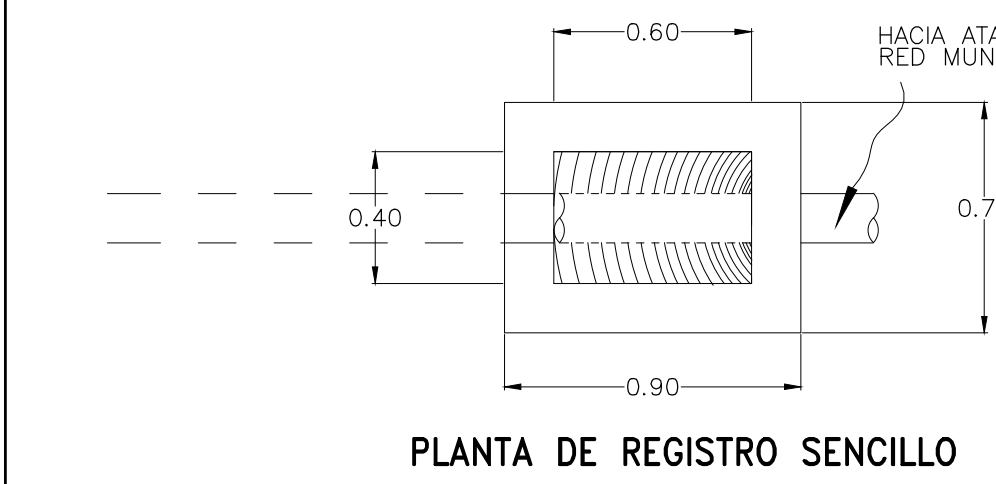 0.60
HACIA
RED
0.40
0.90
PLANTA DE REGISTRO SENCILLO